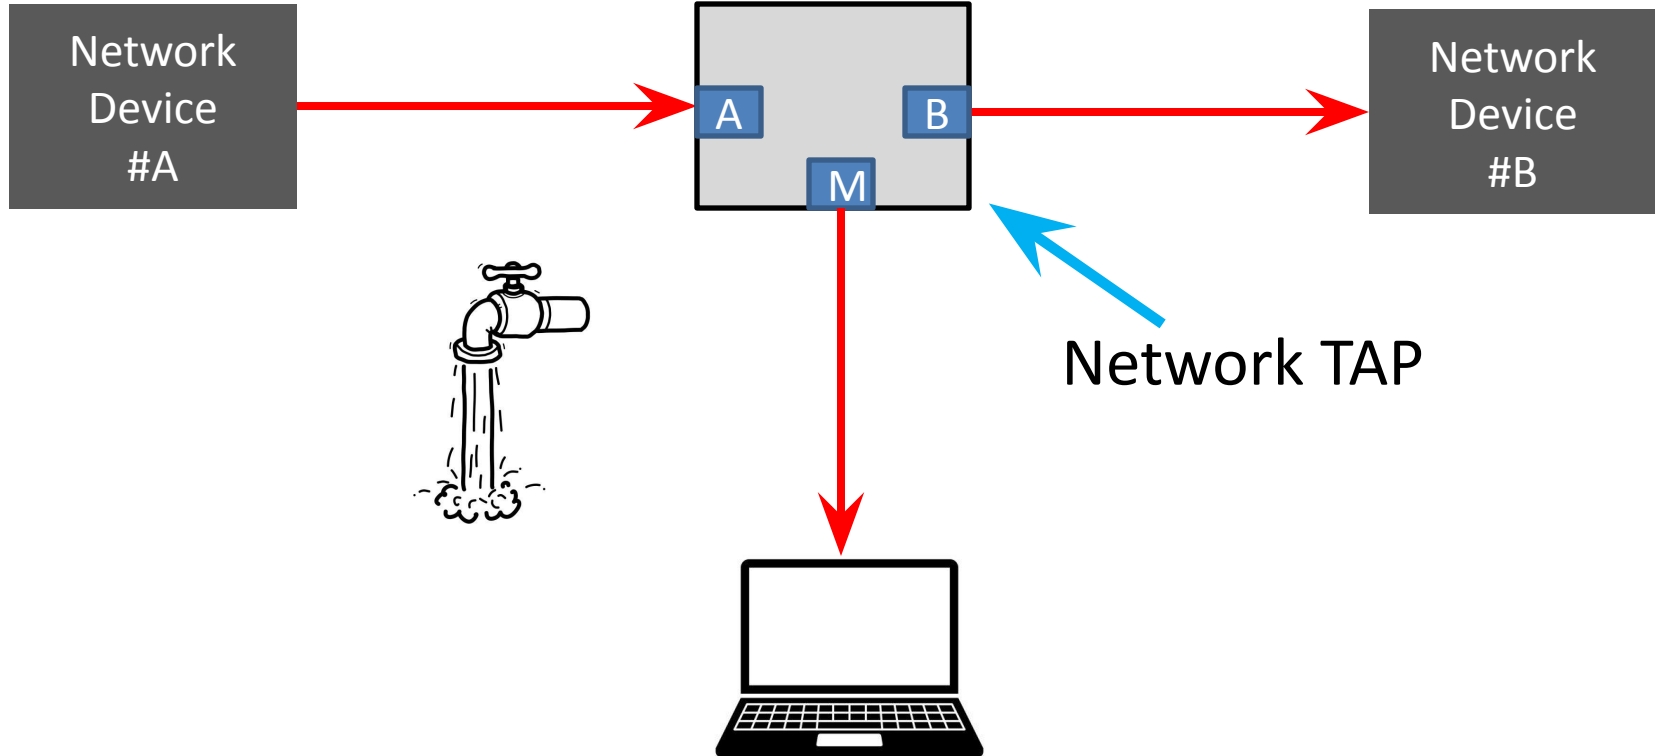 Network
Device
#A
A
B
M
Network
Device
#B
Network TAP